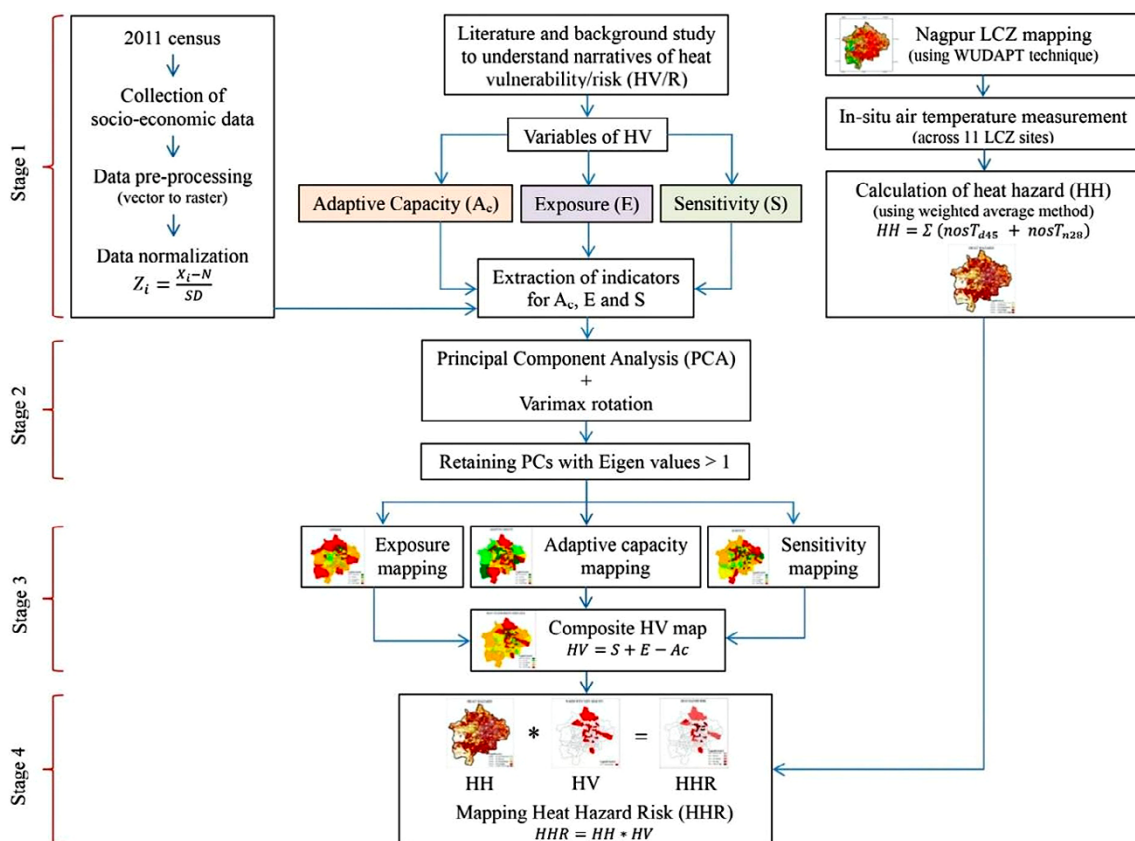 Stage 1
2011 census
Collection of
socio-economic data
Data pre-processing
(vector to raster)
Data normalization
Z_i = X_i−N / SD
Literature and background study
to understand narratives of heat
vulnerability/risk (HV/R)
Variables of HV
Adaptive Capacity (A_c)
Exposure (E)
Sensitivity (S)
Extraction of indicators
for A_c, E and S
Nagpur LCZ mapping
(using WUDAPT technique)
In-situ air temperature measurement
(across 11 LCZ sites)
Calculation of heat hazard (HH)
(using weighted average method)
HH = Σ (nosT_d45 + nosT_n28)
HEAT HAZARD
Stage 2
Principal Component Analysis (PCA)
+
Varimax rotation
Retaining PCs with Eigen values > 1
Stage 3
Exposure
mapping
Adaptive capacity
mapping
Sensitivity
mapping
Composite HV map
HV = S + E − Ac
Stage 4
HEAT HAZARD
*
=
HH
HV
HHR
Mapping Heat Hazard Risk (HHR)
HHR = HH * HV